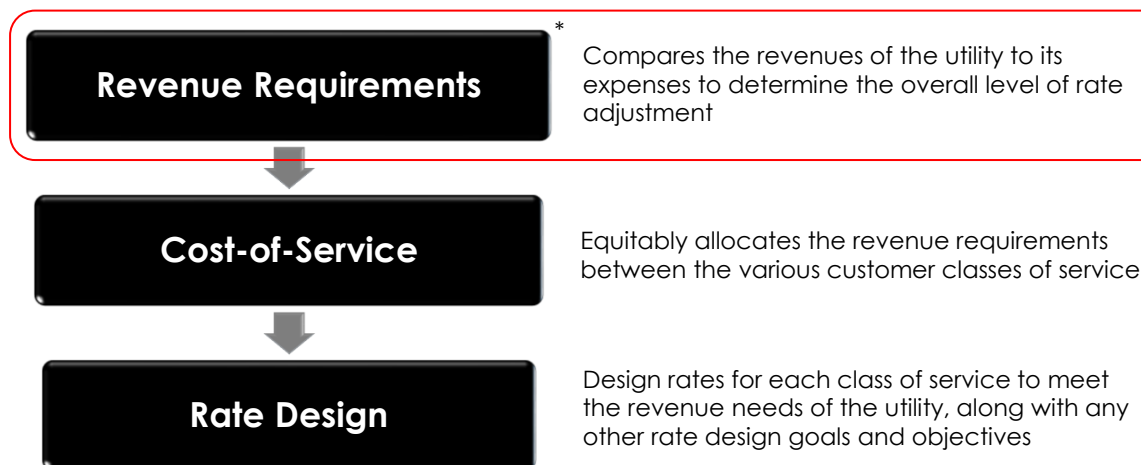 Revenue Requirements
*
Compares the revenues of the utility to its
expenses to determine the overall level of rate
adjustment
Cost-of-Service
Equitably allocates the revenue requirements
between the various customer classes of service
Rate Design
Design rates for each class of service to meet
the revenue needs of the utility, along with any
other rate design goals and objectives